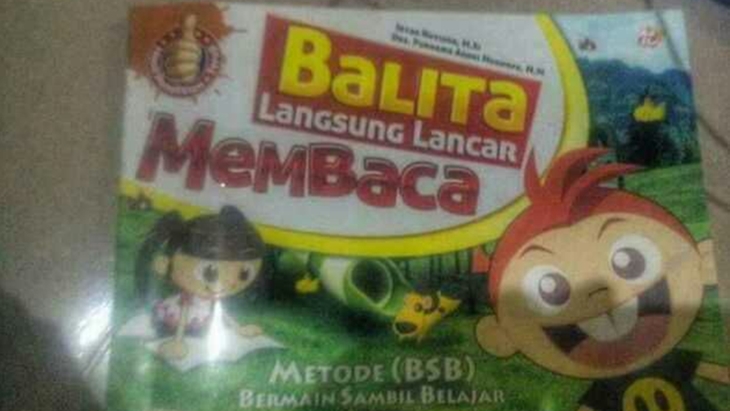 BALITA
LANGSUNG LANCAR
MEMBACA
METODE (BSB)
BERMAIN SAMBIL BELAJAR